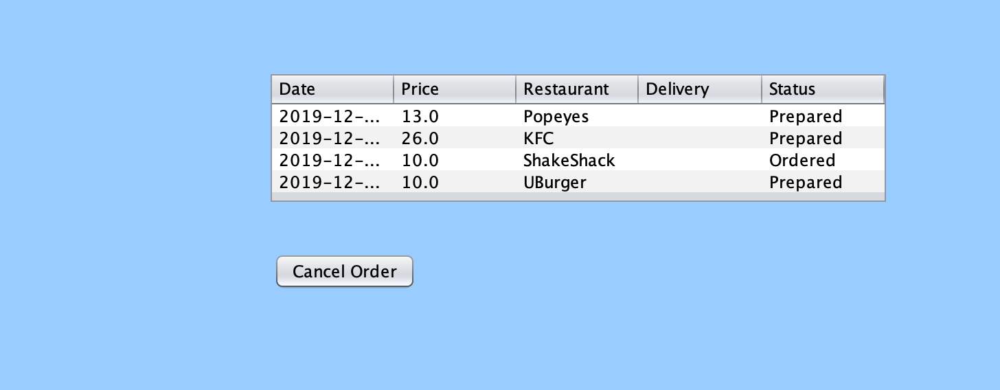 Date Price Restaurant Delivery Status
2019-12-... 13.0 Popeyes Prepared
2019-12-... 26.0 KFC Prepared
2019-12-... 10.0 ShakeShack Ordered
2019-12-... 10.0 UBurger Prepared
Cancel Order